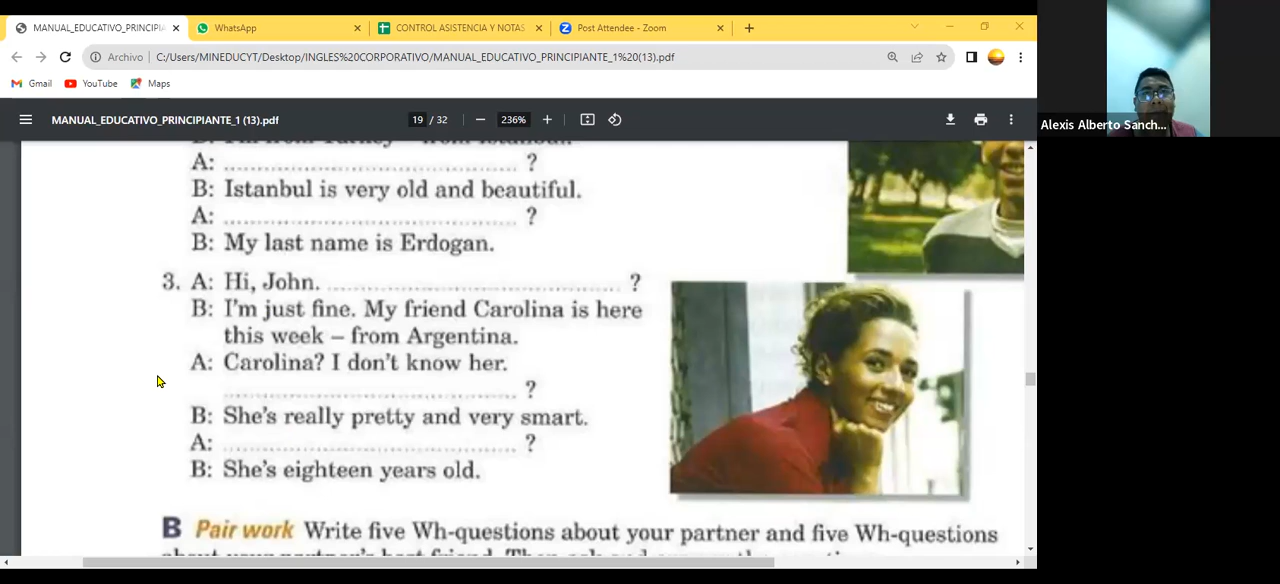 MANUAL_EDUCATIVO_PRINCIPIA
WhatsApp
CONTROL ASISTENCIA Y NOTAS
Post Attendee - Zoom
Archivo
C:/Users/MINEDUCYT/Desktop/INGLES%20CORPORATIVO/MANUAL_EDUCATIVO_PRINCIPIANTE_1%20(13).pdf
Gmail
YouTube
Maps
MANUAL_EDUCATIVO_PRINCIPIANTE_1 (13).pdf
19 / 32
236%
Alexis Alberto Sanch...
A: ........................................ ?
B: Istanbul is very old and beautiful.
A: ........................................ ?
B: My last name is Erdogan.
3. A: Hi, John. ........................................ ?
B: I'm just fine. My friend Carolina is here
this week – from Argentina.
A: Carolina? I don't know her.
........................................ ?
B: She's really pretty and very smart.
A: ........................................ ?
B: She's eighteen years old.
B Pair work Write five Wh-questions about your partner and five Wh-questions